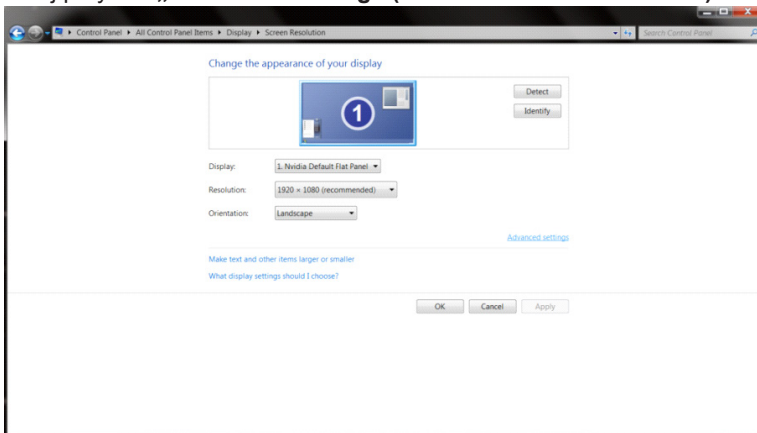 Control Panel ▸ All Control Panel Items ▸ Display ▸ Screen Resolution
Search Control Panel
Change the appearance of your display
1
Detect
Identify
Display: 1. Nvidia Default Flat Panel
Resolution: 1920 × 1080 (recommended)
Orientation: Landscape
Advanced settings
Make text and other items larger or smaller
What display settings should I choose?
OK Cancel Apply